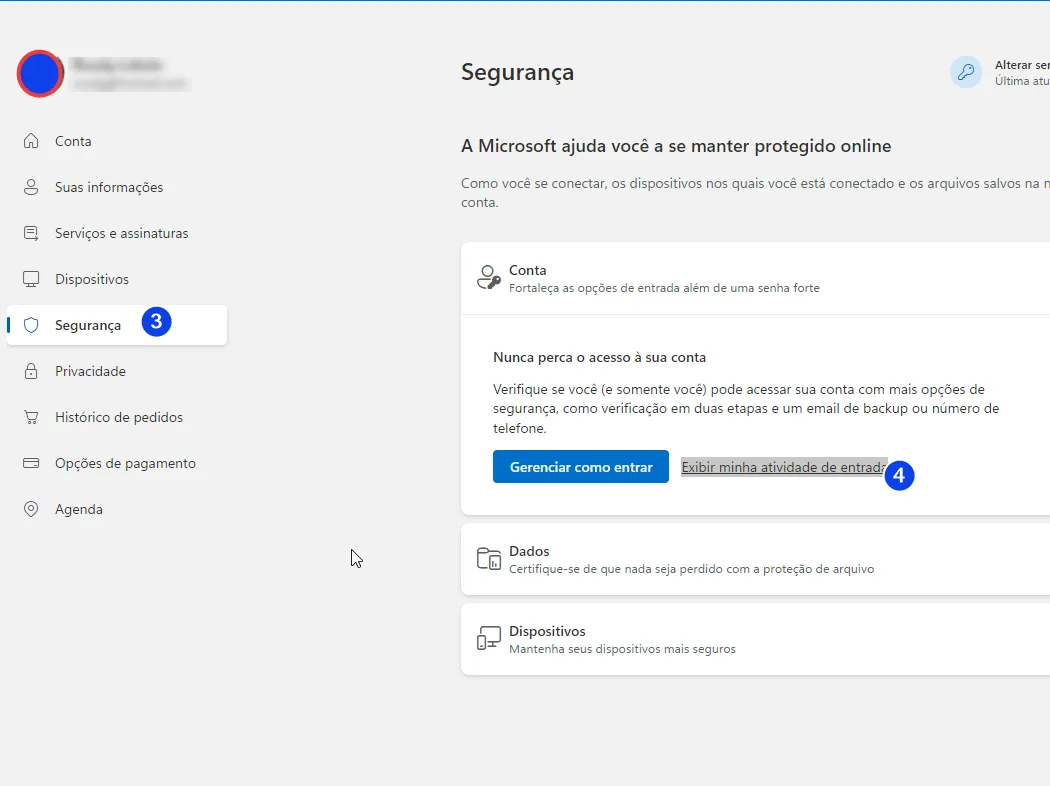 Conta
Suas informações
Serviços e assinaturas
Dispositivos
Segurança 3
Privacidade
Histórico de pedidos
Opções de pagamento
Agenda
Segurança
Alterar
Última
A Microsoft ajuda você a se manter protegido online
Como você se conectar, os dispositivos nos quais você está conectado e os arquivos salvos na
conta.
Conta
Fortaleça as opções de entrada além de uma senha forte
Nunca perca o acesso à sua conta
Verifique se você (e somente você) pode acessar sua conta com mais opções de
segurança, como verificação em duas etapas e um email de backup ou número de
telefone.
Gerenciar como entrar Exibir minha atividade de entrada 4
Dados
Certifique-se de que nada seja perdido com a proteção de arquivo
Dispositivos
Mantenha seus dispositivos mais seguros